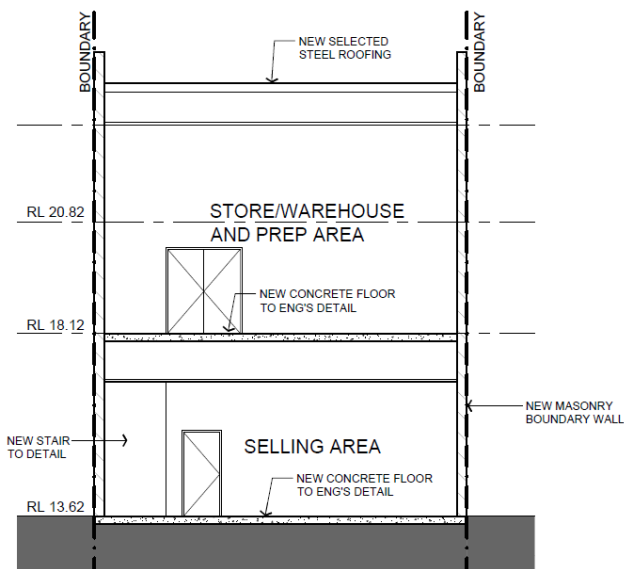 BOUNDARY
BOUNDARY
NEW SELECTED
STEEL ROOFING
RL 20.82
STORE/WAREHOUSE
AND PREP AREA
NEW CONCRETE FLOOR
TO ENG'S DETAIL
RL 18.12
NEW MASONRY
BOUNDARY WALL
NEW STAIR
TO DETAIL
SELLING AREA
NEW CONCRETE FLOOR
TO ENG'S DETAIL
RL 13.62